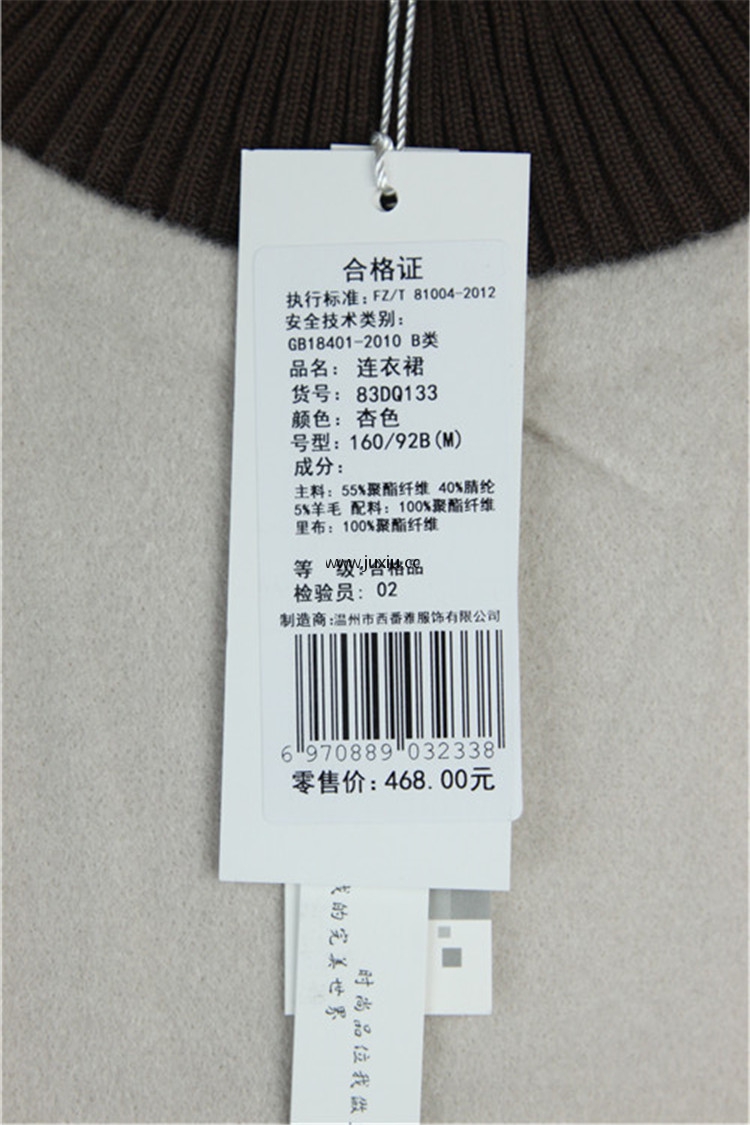 合格证
执行标准：FZ/T 81004-2012
安全技术类别：
GB18401-2010 B类
品名： 连衣裙
货号： 83DQ133
颜色： 杏色
号型：160/92B(M)
成分：
主料：55%聚酯纤维 40%腈纶
5%羊毛 配料：100%聚酯纤维
里布：100%聚酯纤维
等 级：合格品
www.juxiu.cc
检验员：02
制造商：温州市西番雅服饰有限公司
6 970889 032338
零售价：468.00元
的完美世界
时尚品位我做